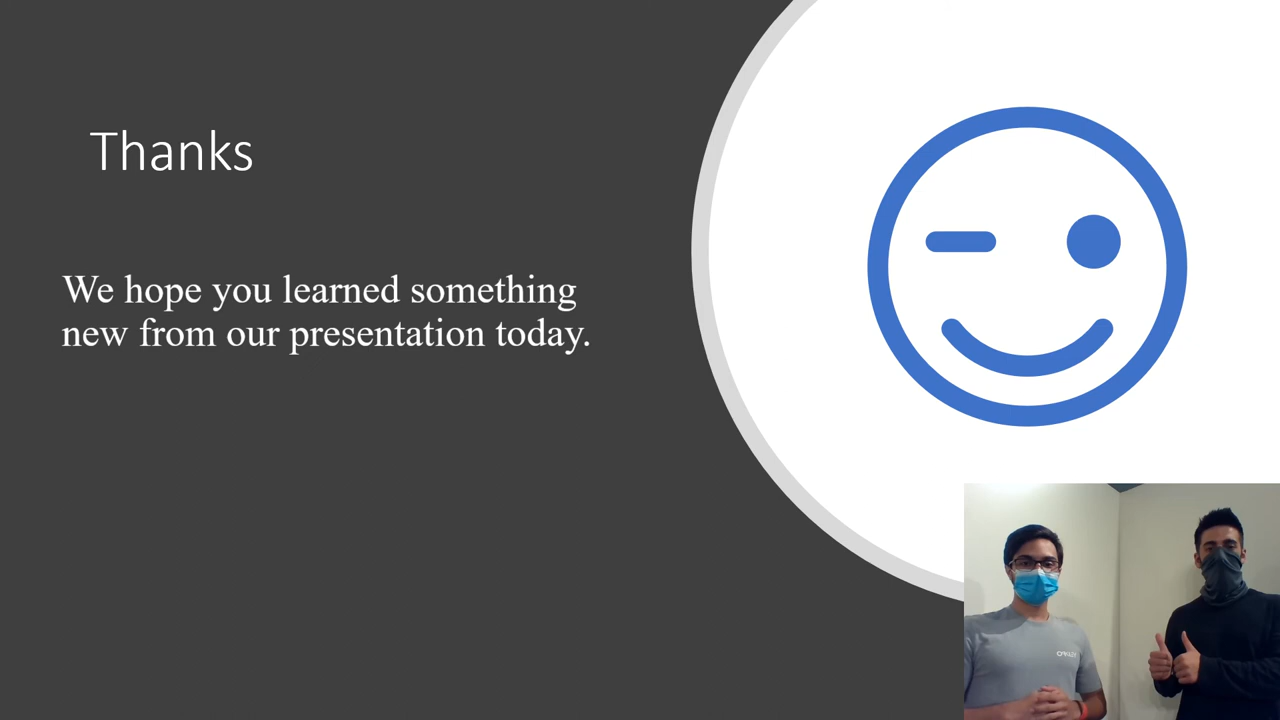 Thanks
We hope you learned something
new from our presentation today.